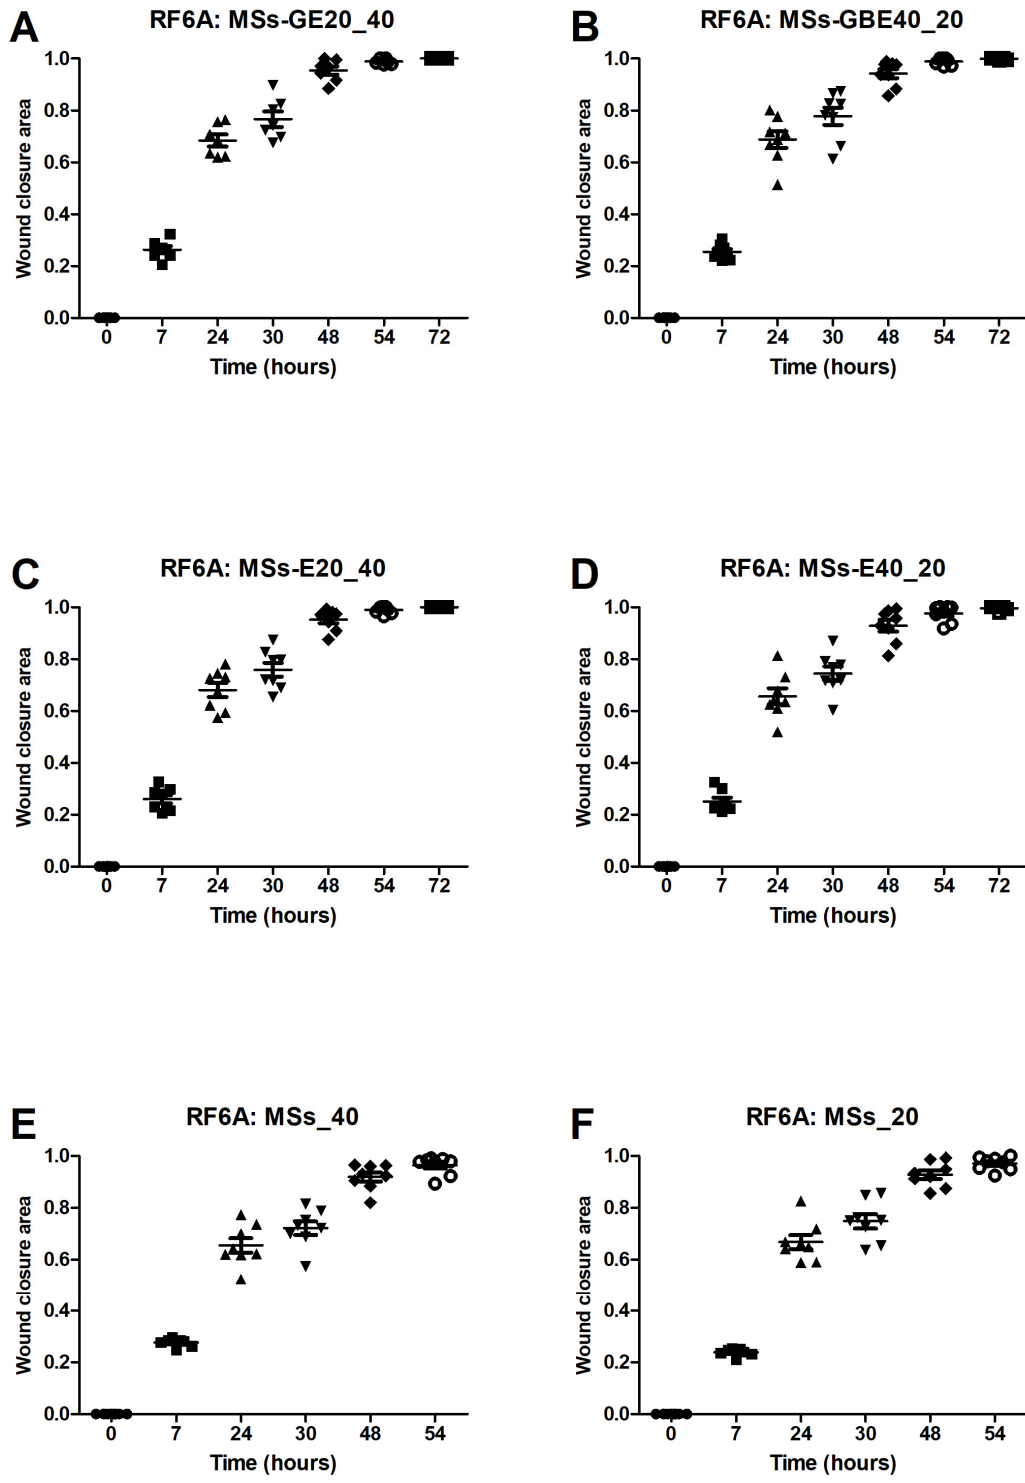 A
RF6A: MSs-GE20_40
Wound closure area
1.0
0.8
0.6
0.4
0.2
0.0
0 7 24 30 48 54 72
Time (hours)
B
RF6A: MSs-GBE40_20
Wound closure area
1.0
0.8
0.6
0.4
0.2
0.0
0 7 24 30 48 54 72
Time (hours)
C
RF6A: MSs-E20_40
Wound closure area
1.0
0.8
0.6
0.4
0.2
0.0
0 7 24 30 48 54 72
Time (hours)
D
RF6A: MSs-E40_20
Wound closure area
1.0
0.8
0.6
0.4
0.2
0.0
0 7 24 30 48 54 72
Time (hours)
E
RF6A: MSs_40
Wound closure area
1.0
0.8
0.6
0.4
0.2
0.0
0 7 24 30 48 54
Time (hours)
F
RF6A: MSs_20
Wound closure area
1.0
0.8
0.6
0.4
0.2
0.0
0 7 24 30 48 54
Time (hours)